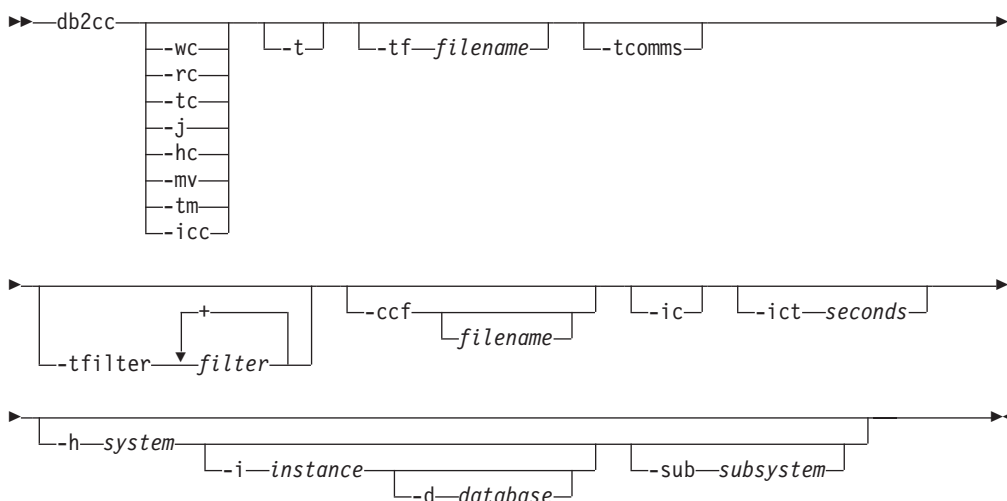 db2cc
-wc
-rc
-tc
-j
-hc
-mv
-tm
-icc
-t
-tf filename
-tcomms
-tfilter filter
+
-ccf
filename
-ic
-ict seconds
-h system
-i instance
-d database
-sub subsystem